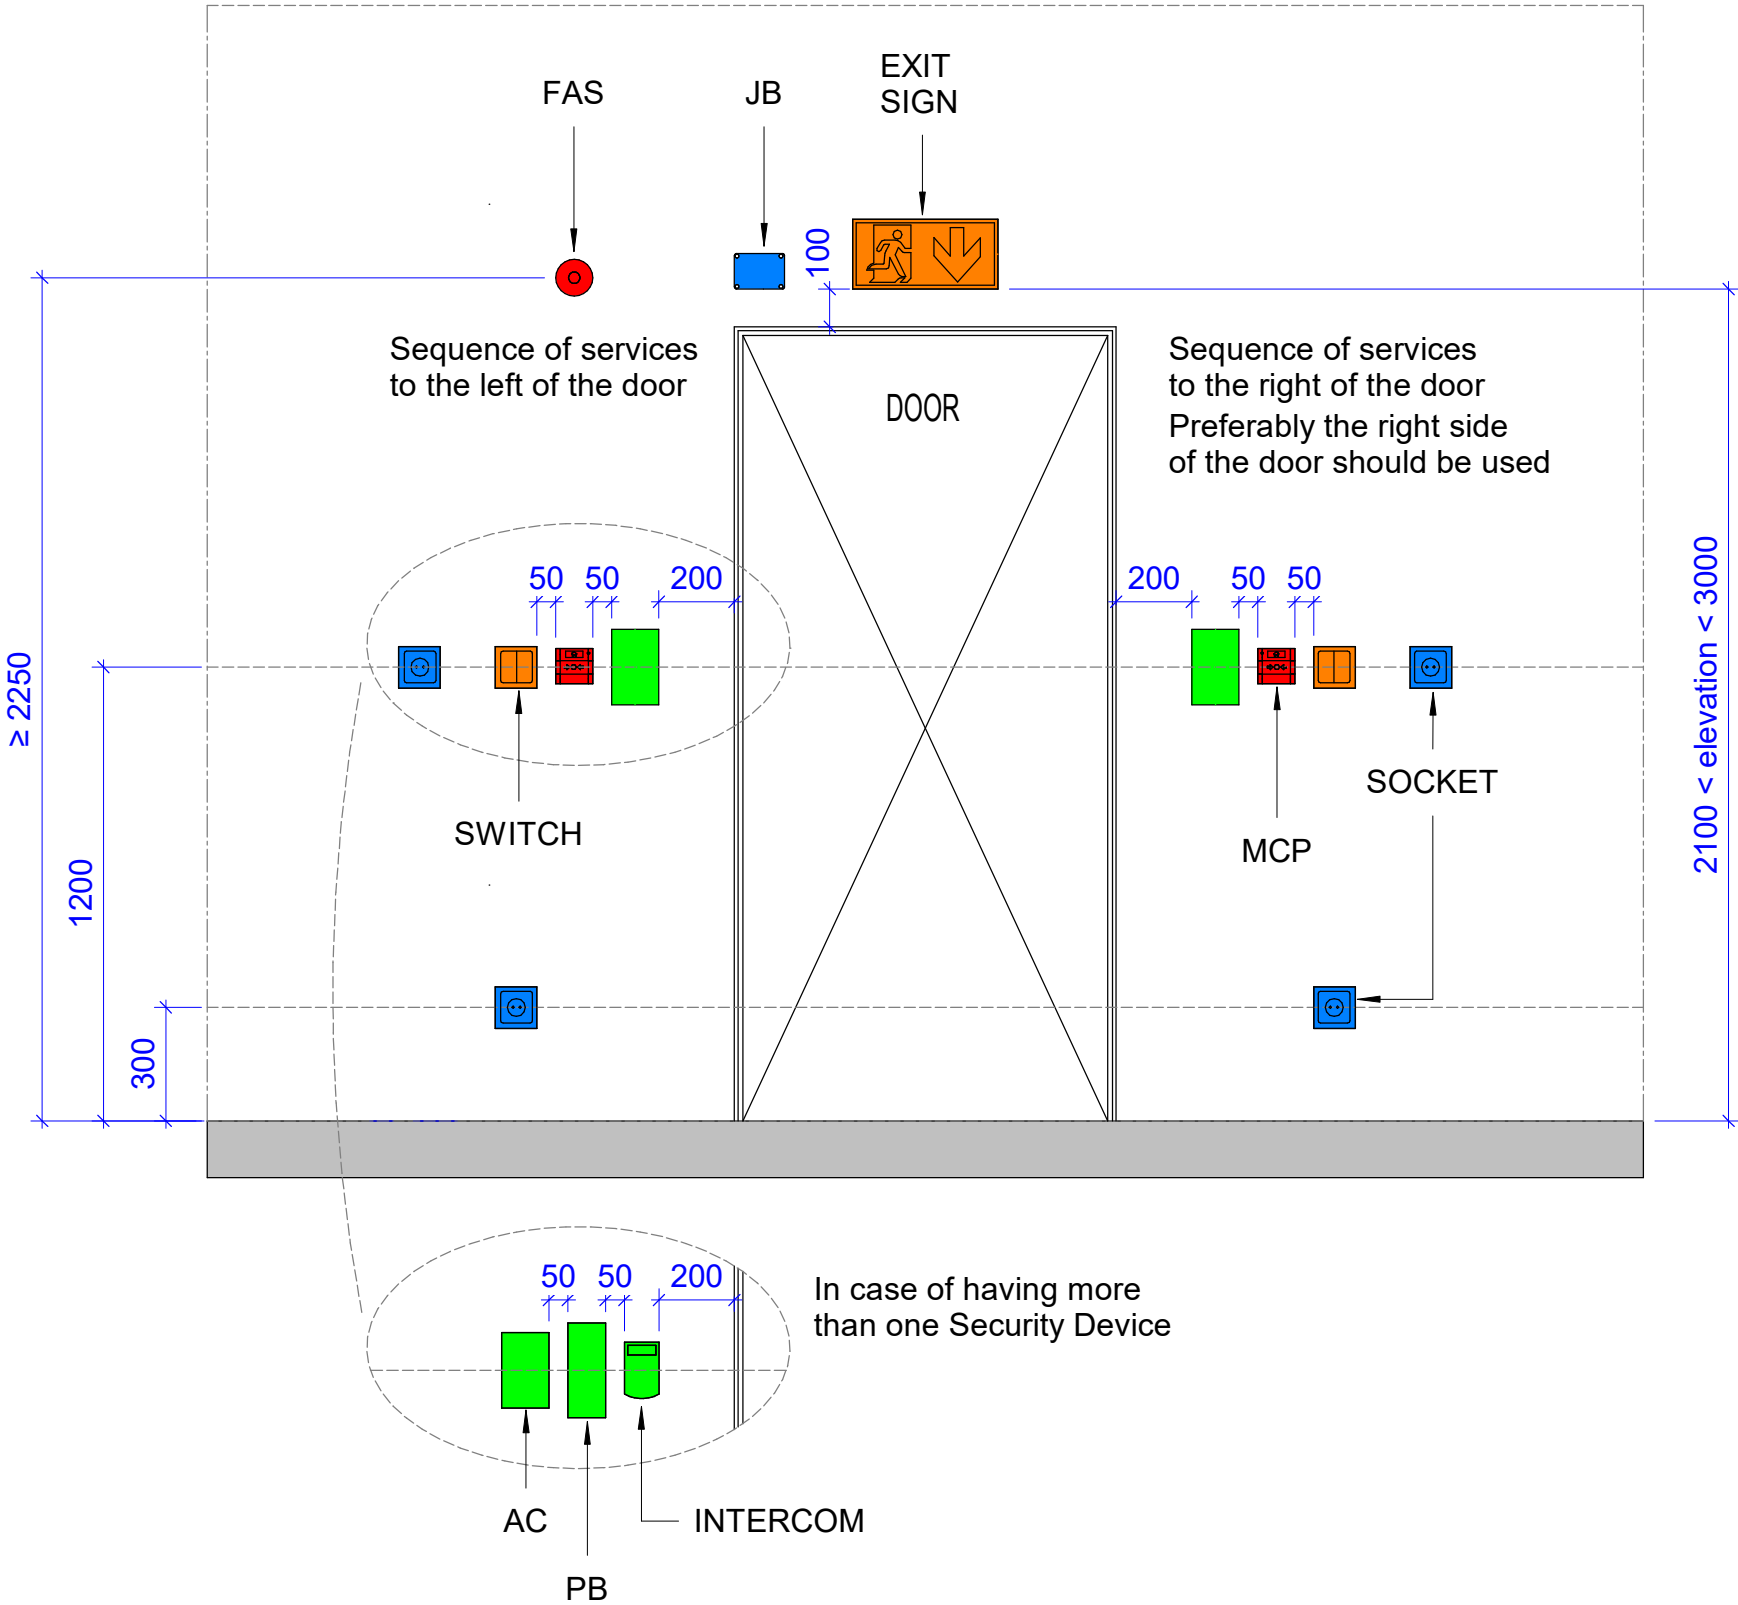 EXIT
SIGN
FAS
JB
100
Sequence of services
to the left of the door
Sequence of services
to the right of the door
Preferably the right side
of the door should be used
DOOR
50
50
200
200
50
50
≥ 2250
2100 < elevation < 3000
SOCKET
SWITCH
MCP
1200
300
50
50
200
In case of having more
than one Security Device
AC
INTERCOM
PB